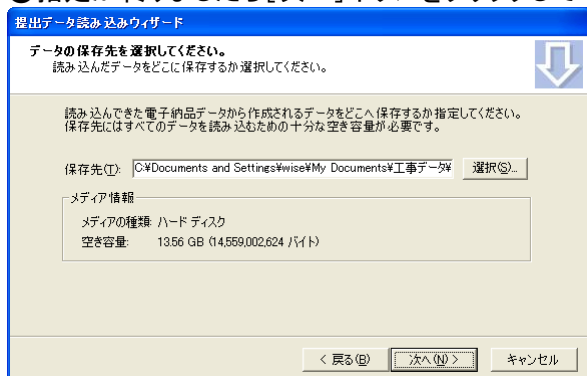 提出データ読み込みウィザード
データの保存先を選択してください。
読み込んだデータをどこに保存するか選択してください。
読み込んできた電子納品データから作成されるデータをどこへ保存するか指定してください。
保存先にはすべてのデータを読み込むための十分な空き容量が必要です。
保存先(T): C:¥Documents and Settings¥wise¥My Documents¥工事データ¥ 選択(S)...
メディア情報
メディアの種類: ハード ディスク
空き容量: 13.56 GB (14,559,002,624 バイト)
< 戻る(B) 次へ(N) > キャンセル